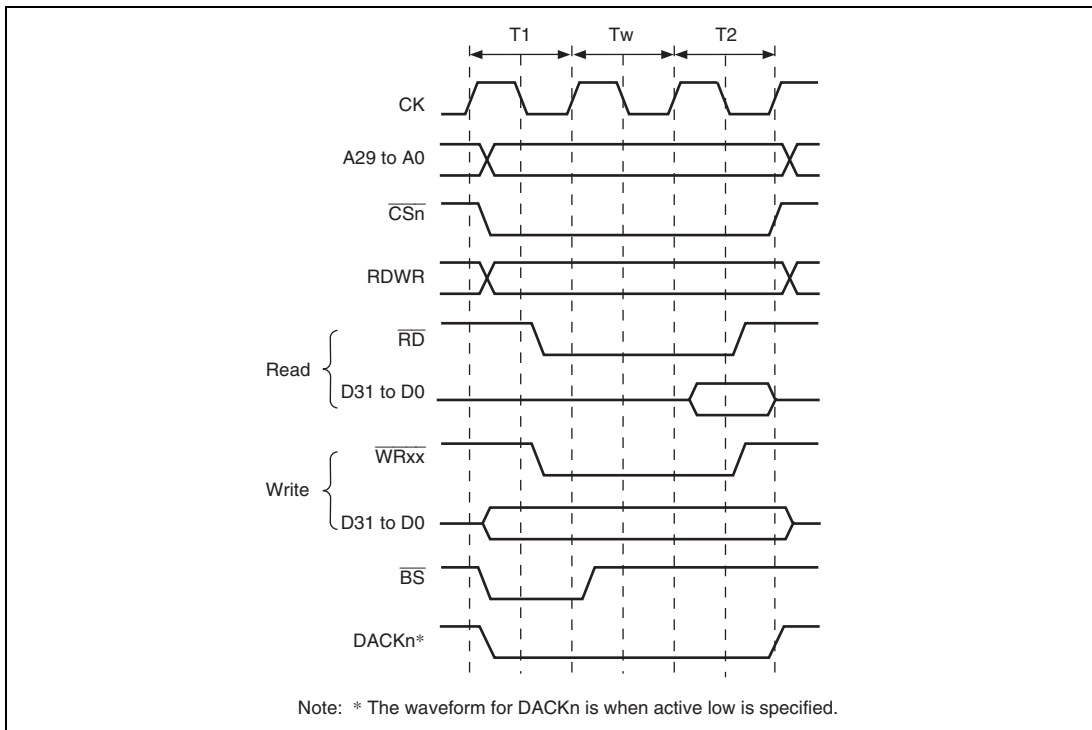 T1 Tw T2
CK
A29 to A0
CSn
RDWR
RD
Read
D31 to D0
WRxx
Write
D31 to D0
BS
DACKn*
Note: * The waveform for DACKn is when active low is specified.